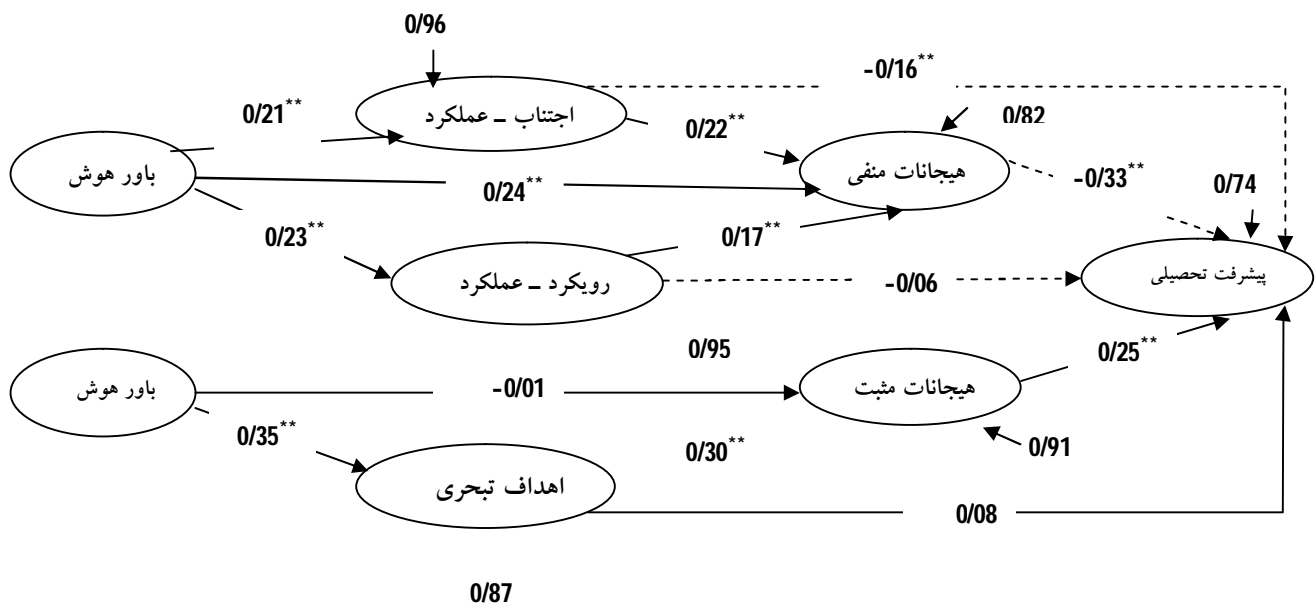 0/96
-0/16**
0/21**
اجتناب – عملکرد
0/22**
0/82
باور هوش
0/24**
هیجانات منفی
-0/33**
0/74
0/23**
0/17**
رویکرد – عملکرد
-0/06
پیشرفت تحصیلی
0/95
0/25**
باور هوش
-0/01
هیجانات مثبت
0/35**
0/30**
0/91
اهداف تبحری
0/08
0/87